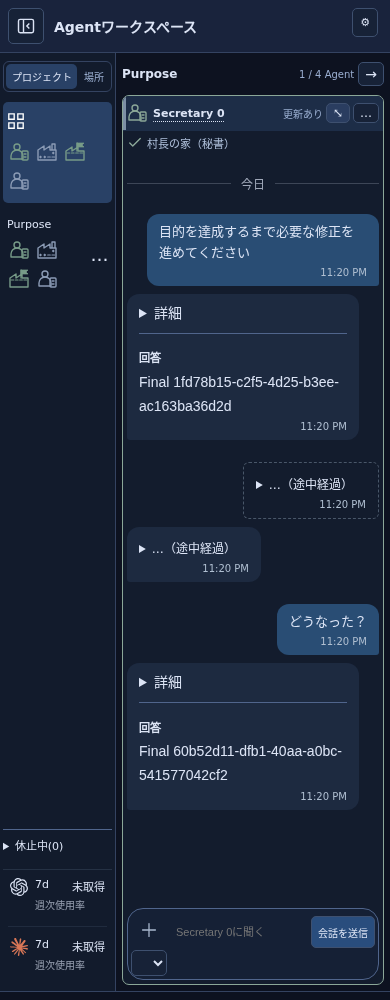 Agentワークスペース
プロジェクト 場所
Purpose 1 / 4 Agent →
Secretary 0 更新あり …
村長の家（秘書）
今日
目的を達成するまで必要な修正を
進めてください
11:20 PM
▶ 詳細
回答
Final 1fd78b15-c2f5-4d25-b3ee-
ac163ba36d2d
11:20 PM
▶ …（途中経過）
11:20 PM
▶ …（途中経過）
11:20 PM
どうなった？
11:20 PM
▶ 詳細
回答
Final 60b52d11-dfb1-40aa-a0bc-
541577042cf2
11:20 PM
Purpose
…
▶ 休止中(0)
7d 未取得
週次使用率
7d 未取得
週次使用率
Secretary 0に聞く
会話を送信